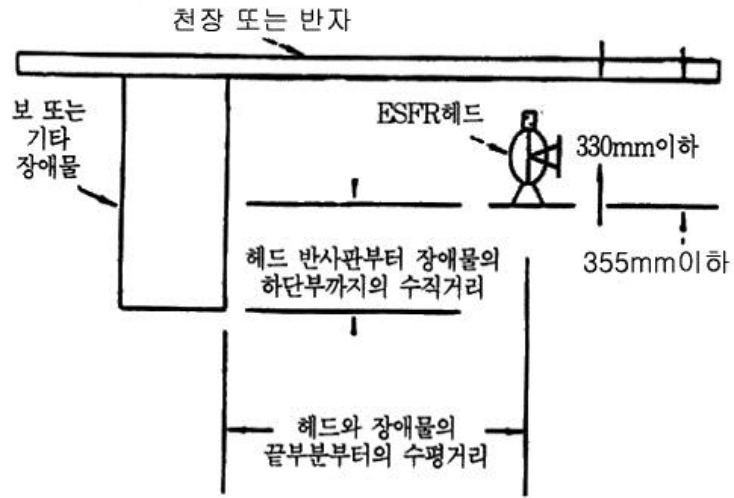 천장 또는 반자
보 또는
기타
장애물
ESFR헤드
330mm이하
355mm이하
헤드 반사판부터 장애물의
하단부까지의 수직거리
헤드와 장애물의
끝부분부터의 수평거리